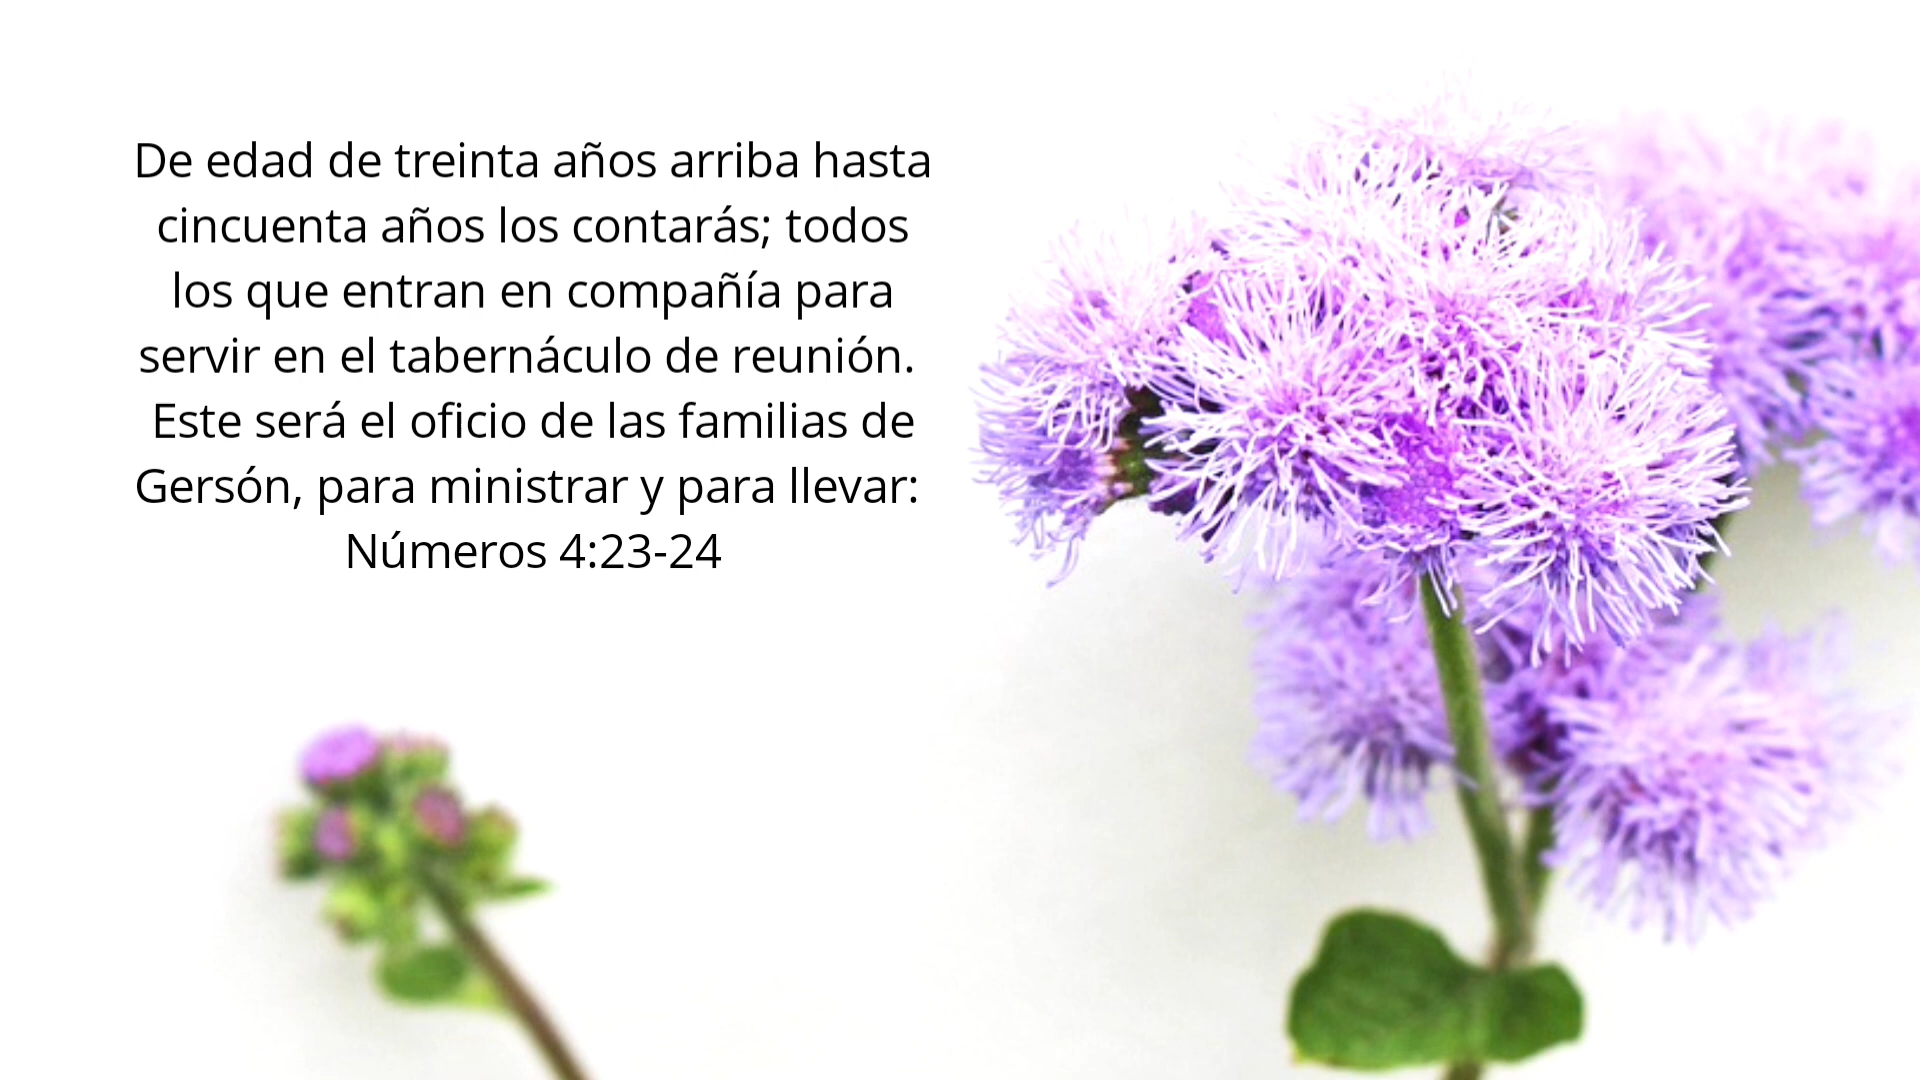 De edad de treinta años arriba hasta
cincuenta años los contarás; todos
los que entran en compañía para
servir en el tabernáculo de reunión.
Este será el oficio de las familias de
Gersón, para ministrar y para llevar:
Números 4:23-24